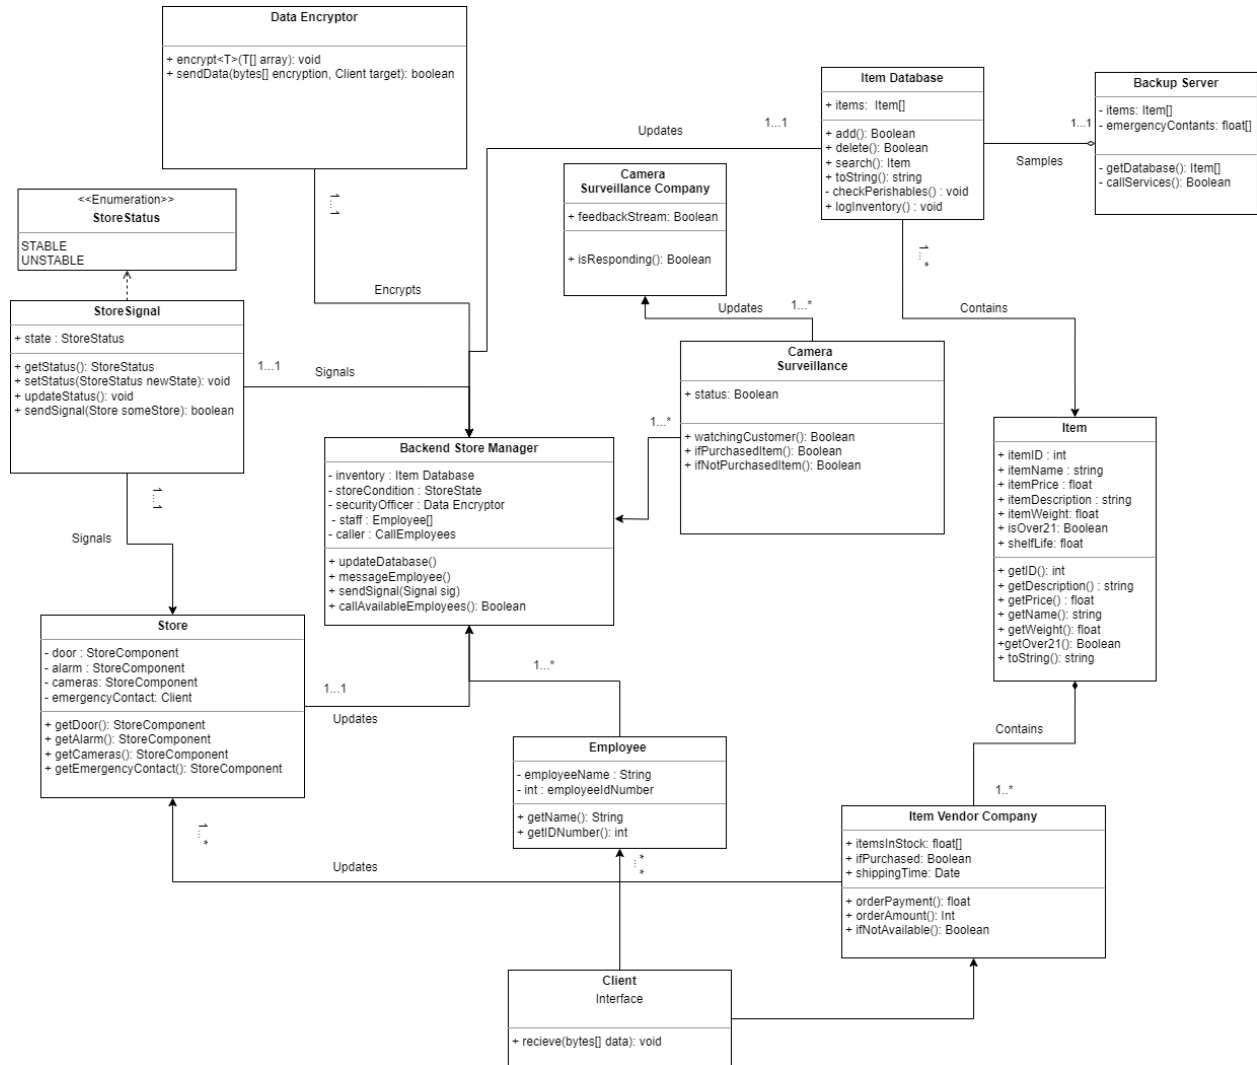 Data Encryptor
+ encrypt<T>(T[] array): void
+ sendData(bytes[] encryption, Client target): boolean
1...1
Encrypts
Updates
1...1
Item Database
+ items:  Item[]
+ add(): Boolean
+ delete(): Boolean
+ search(): Item
+ toString(): string
- checkPerishables() : void
+ logInventory() : void
1...1
Samples
Backup Server
- items: Item[]
- emergencyContants: float[]
- getDatabase(): Item[]
- callServices(): Boolean
<<Enumeration>>
StoreStatus
STABLE
UNSTABLE
Camera
Surveillance Company
+ feedbackStream: Boolean
+ isResponding(): Boolean
Updates
1...*
1...*
Contains
StoreSignal
+ state : StoreStatus
+ getStatus(): StoreStatus
+ setStatus(StoreStatus newState): void
+ updateStatus(): void
+ sendSignal(Store someStore): boolean
1...1
Signals
1...1
Signals
Camera
Surveillance
+ status: Boolean
+ watchingCustomer(): Boolean
+ ifPurchasedItem(): Boolean
+ ifNotPurchasedItem(): Boolean
1...*
Backend Store Manager
- inventory : Item Database
- storeCondition : StoreState
- securityOfficer : Data Encryptor
- staff : Employee[]
- caller : CallEmployees
+ updateDatabase()
+ messageEmployee()
+ sendSignal(Signal sig)
+ callAvailableEmployees(): Boolean
Item
+ itemID : int
+ itemName : string
+ itemPrice : float
+ itemDescription : string
+ itemWeight: float
+ isOver21: Boolean
+ shelfLife: float
+ getID(): int
+ getDescription() : string
+ getPrice() : float
+ getName(): string
+ getWeight(): float
+getOver21(): Boolean
+ toString(): string
Store
- door : StoreComponent
- alarm : StoreComponent
- cameras: StoreComponent
- emergencyContact: Client
+ getDoor(): StoreComponent
+ getAlarm(): StoreComponent
+ getCameras(): StoreComponent
+ getEmergencyContact(): StoreComponent
1...1
Updates
1...*
Employee
- employeeName : String
- int : employeeIdNumber
+ getName(): String
+ getIDNumber(): int
Contains
1..*
Item Vendor Company
+ itemsInStock: float[]
+ ifPurchased: Boolean
+ shippingTime: Date
+ orderPayment(): float
+ orderAmount(): Int
+ ifNotAvailable(): Boolean
1...*
Updates
*...*
Client
Interface
+ recieve(bytes[] data): void